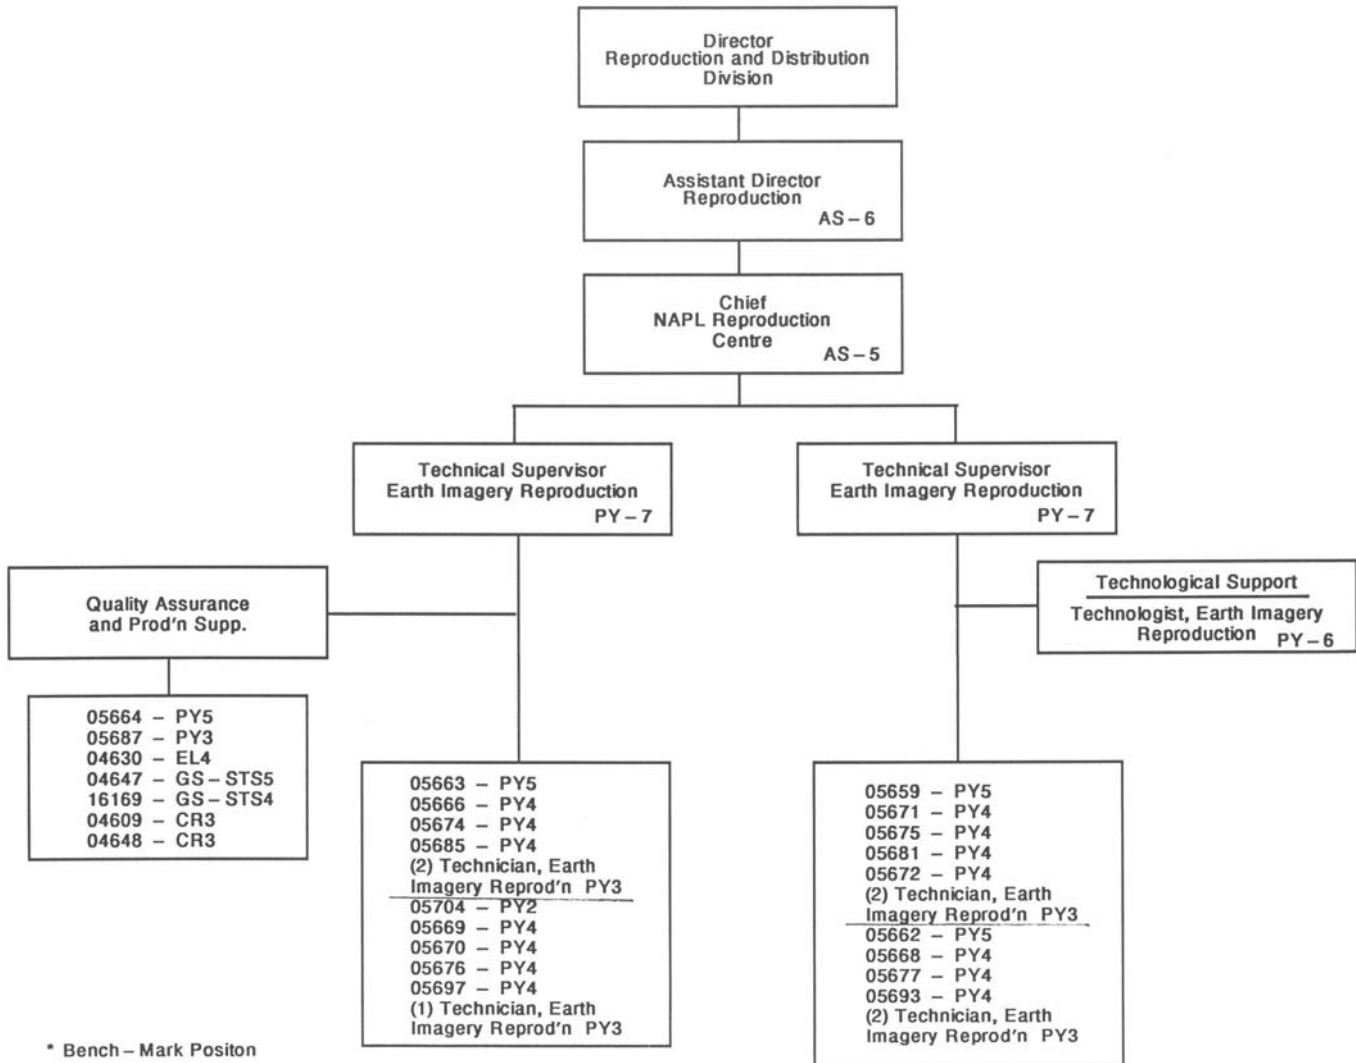 Director
Reproduction and Distribution
Division
Assistant Director
Reproduction
AS – 6
Chief
NAPL Reproduction
Centre
AS – 5
Technical Supervisor
Earth Imagery Reproduction
PY – 7
Technical Supervisor
Earth Imagery Reproduction
PY – 7
Quality Assurance
and Prod'n Supp.
Technological Support
Technologist, Earth Imagery
Reproduction PY – 6
05664 – PY5
05687 – PY3
04630 – EL4
04647 – GS – STS5
16169 – GS – STS4
04609 – CR3
04648 – CR3
05663 – PY5
05666 – PY4
05674 – PY4
05685 – PY4
(2) Technician, Earth
Imagery Reprod'n PY3
05704 – PY2
05669 – PY4
05670 – PY4
05676 – PY4
05697 – PY4
(1) Technician, Earth
Imagery Reprod'n PY3
05659 – PY5
05671 – PY4
05675 – PY4
05681 – PY4
05672 – PY4
(2) Technician, Earth
Imagery Reprod'n PY3
05662 – PY5
05668 – PY4
05677 – PY4
05693 – PY4
(2) Technician, Earth
Imagery Reprod'n PY3
* Bench – Mark Positon